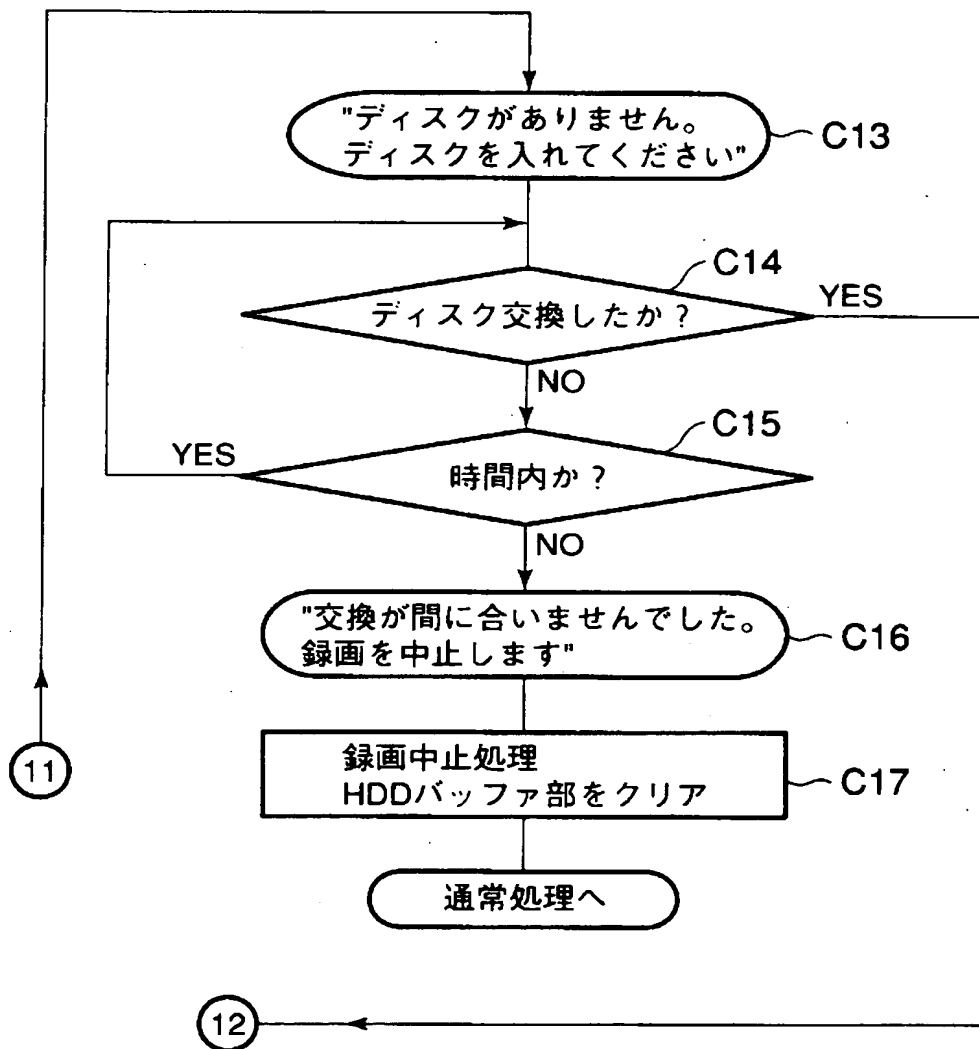 "ディスクがありません。
ディスクを入れてください"
C13
C14
ディスク交換したか?
YES
NO
C15
YES
時間内か?
NO
"交換が間に合いませんでした。
録画を中止します"
C16
11
録画中止処理
HDDバッファ部をクリア
C17
通常処理へ
12